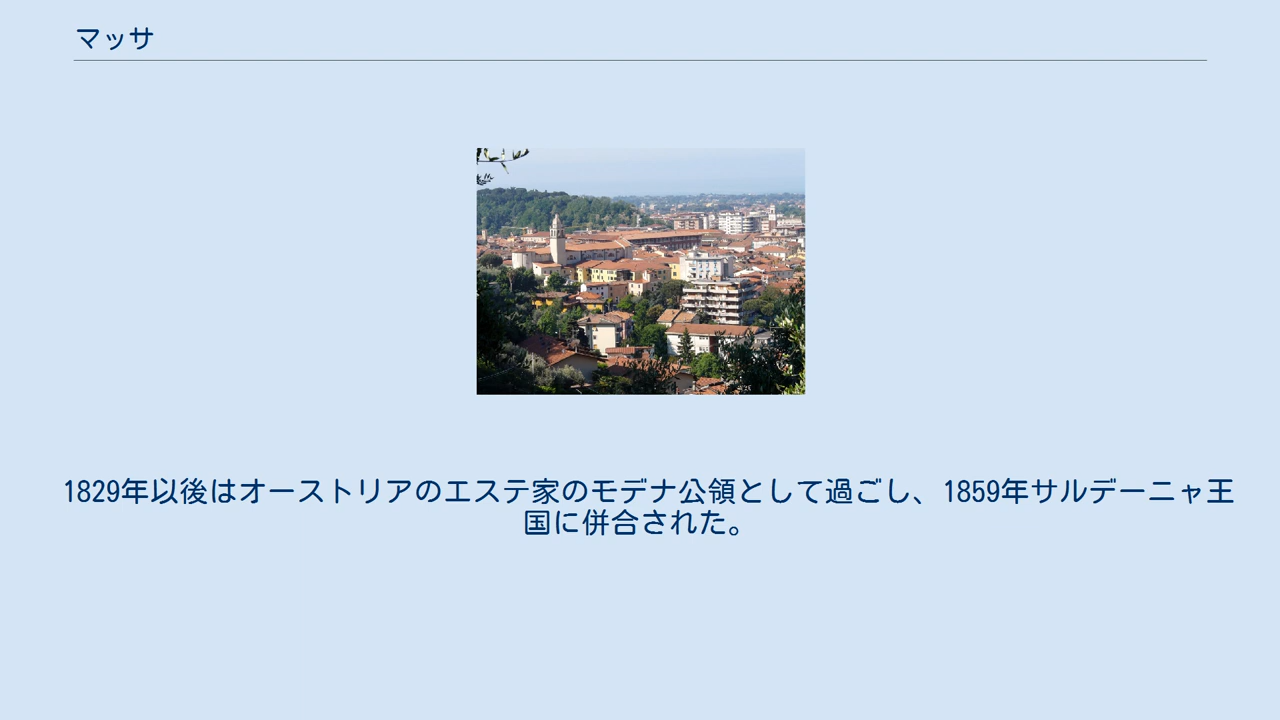 マッサ
1829年以後はオーストリアのエステ家のモデナ公領として過ごし、1859年サルデーニャ王
国に併合された。